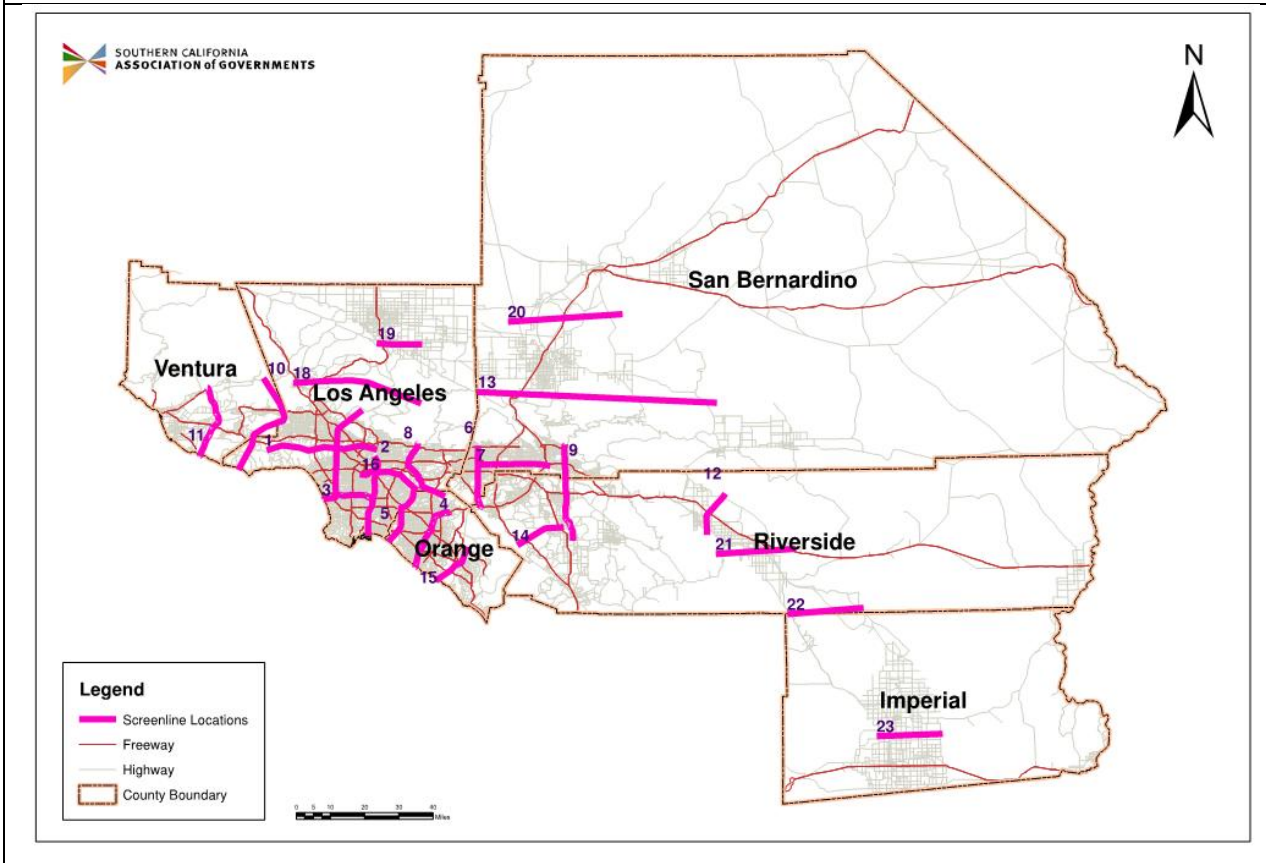 SOUTHERN CALIFORNIA
ASSOCIATION of GOVERNMENTS
N
San Bernardino
20
19
Ventura
10
18
Los Angeles
13
11
1
2
8
6
7
9
16
3
5
4
12
14
Orange
15
21
Riverside
22
Imperial
23
Legend
Screenline Locations
Freeway
Highway
County Boundary
0 5 10 20 30 40
Miles